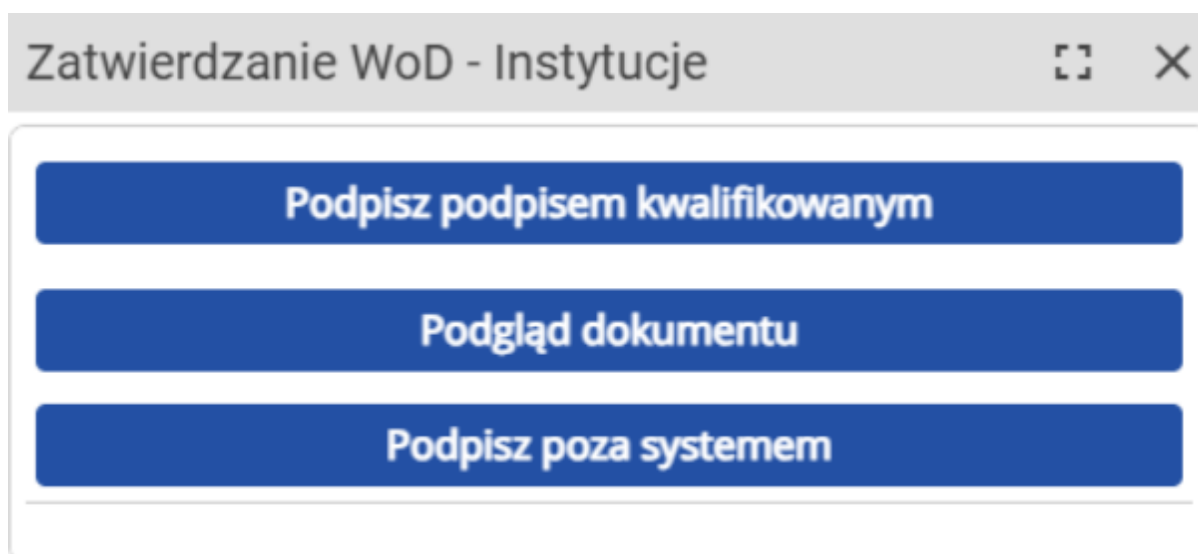 Zatwierdzanie WoD - Instytucje
Podpisz podpisem kwalifikowanym
Podgląd dokumentu
Podpisz poza systemem